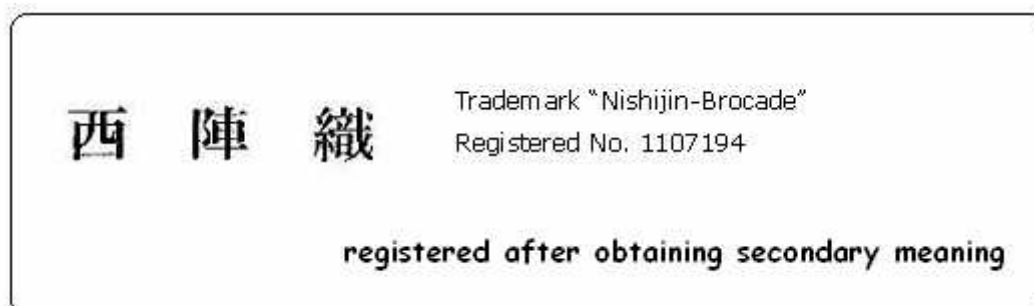 西 陣 織
Trademark “Nishijin-Brocade”
Registered No. 1107194
registered after obtaining secondary meaning